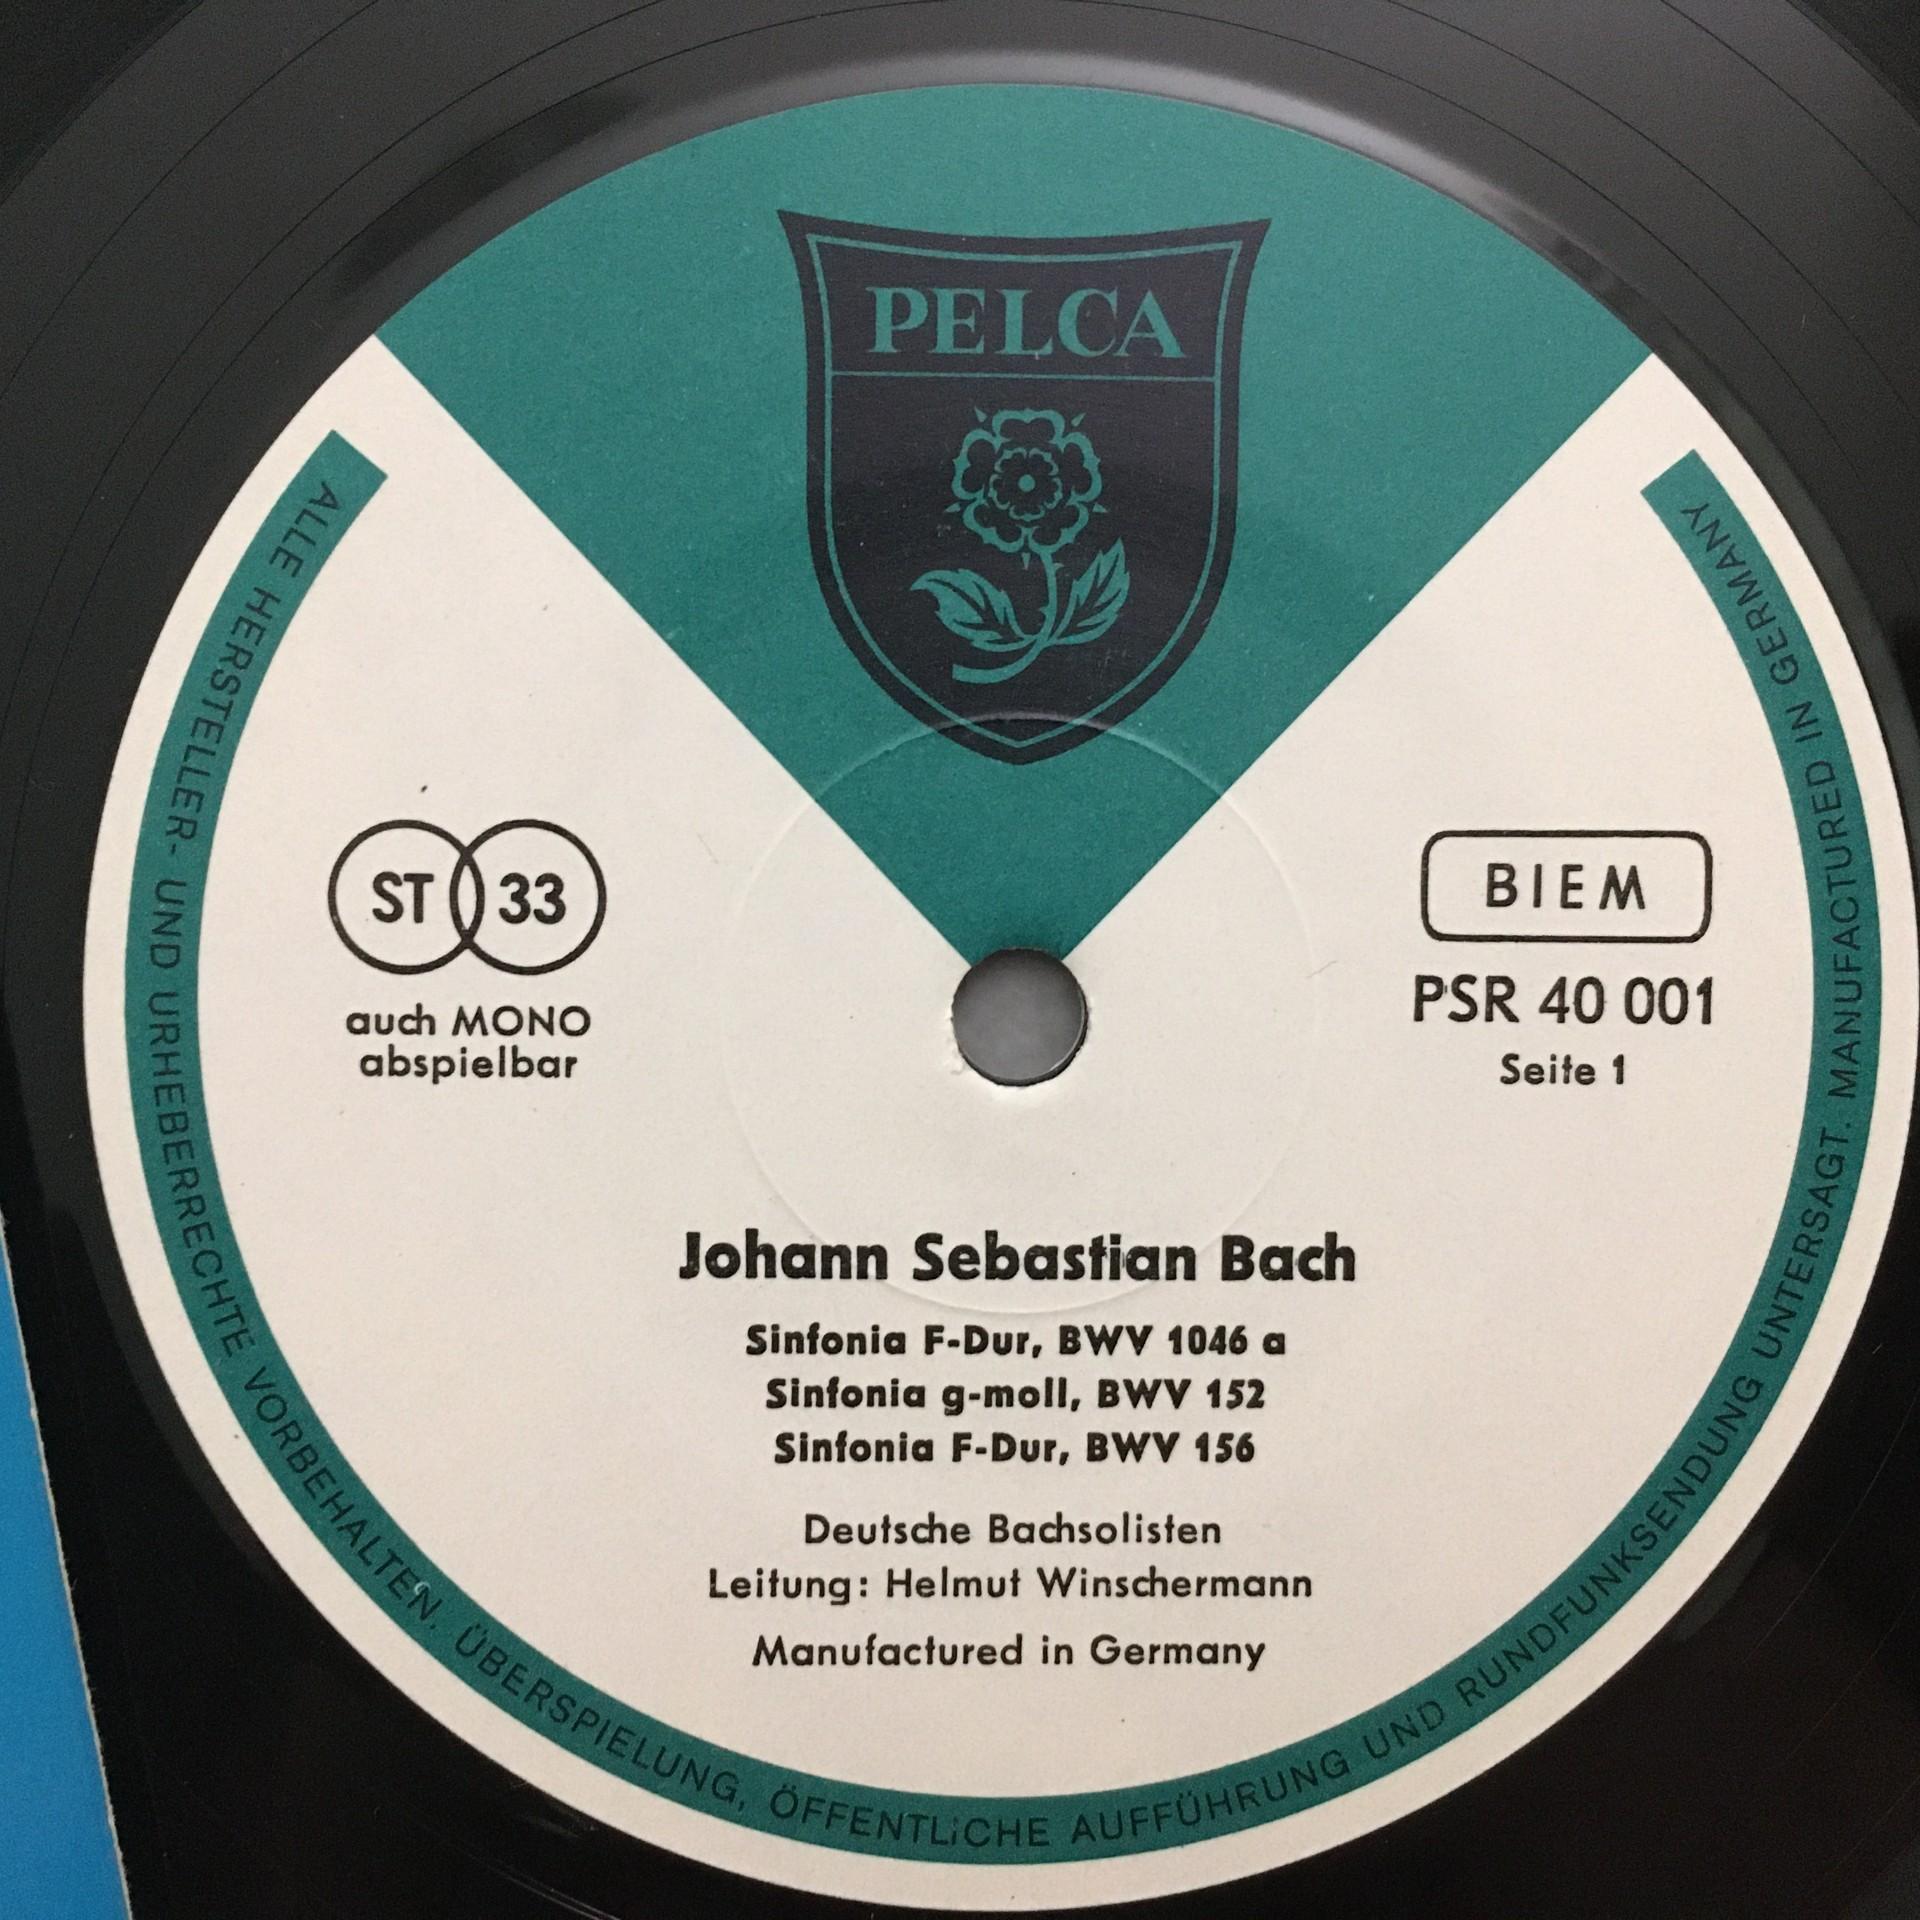 PELCA
ST 33
auch MONO
abspielbar
BIEM
PSR 40 001
Seite 1
Johann Sebastian Bach
Sinfonia F-Dur, BWV 1046 a
Sinfonia g-moll, BWV 152
Sinfonia F-Dur, BWV 156
Deutsche Bachsolisten
Leitung: Helmut Winschermann
Manufactured in Germany
ALLE HERSTELLER- UND URHEBERRECHTE VORBEHALTEN. ÜBERSPIELUNG, ÖFFENTLiCHE AUFFÜHRUNG UND RUNDFUNKSENDUNG UNTERSAGT. MANUFACTURED IN GERMANY